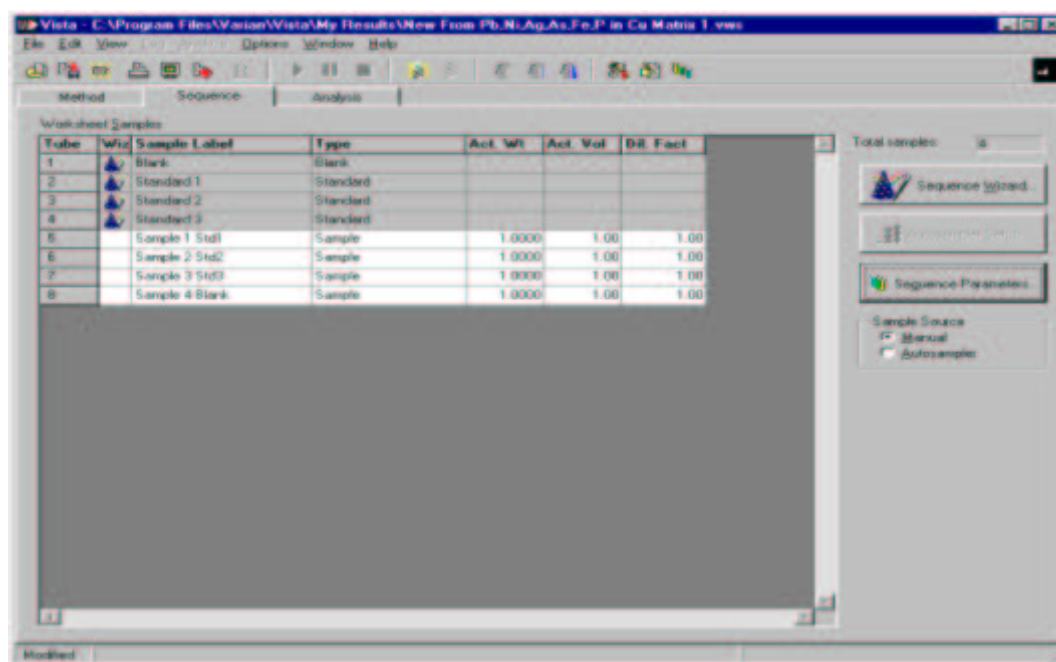 Vista - C:\Program Files\Varian\Vista\My Results\New From Pb,Ni,Ag,As,Fe,P in Cu Matrix 1.vws
File Edit View Options Window Help
Method Sequence Analysis
Worksheet Samples
Tube Wiz Sample Label Type Act. Wt Act. Vol Dil. Fact
1 Blank Blank
2 Standard 1 Standard
3 Standard 2 Standard
4 Standard 3 Standard
5 Sample 1 Std1 Sample 1.0000 1.00 1.00
6 Sample 2 Std2 Sample 1.0000 1.00 1.00
7 Sample 3 Std3 Sample 1.0000 1.00 1.00
8 Sample 4 Blank Sample 1.0000 1.00 1.00
Total samples:
Sequence Wizard...
Autosampler Setup...
Sequence Parameters...
Sample Source
Manual
Autosampler
Modified